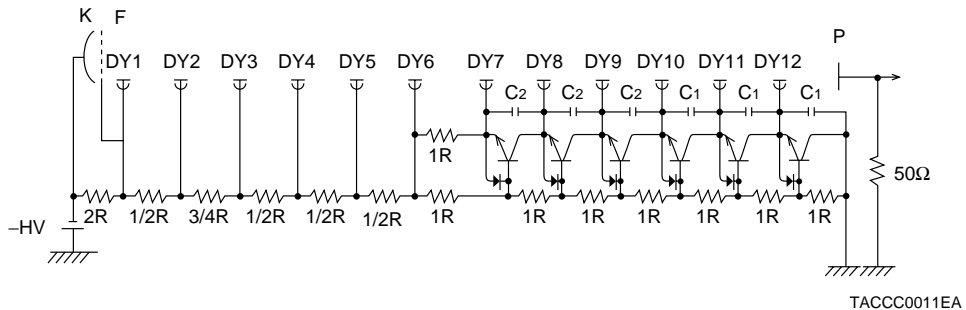 K F P
DY1 DY2 DY3 DY4 DY5 DY6 DY7 DY8 DY9 DY10 DY11 DY12
C2 C2 C2 C1 C1 C1
1R
50Ω
2R 1/2R 3/4R 1/2R 1/2R 1/2R 1R 1R 1R 1R 1R 1R 1R
–HV
TACCC0011EA